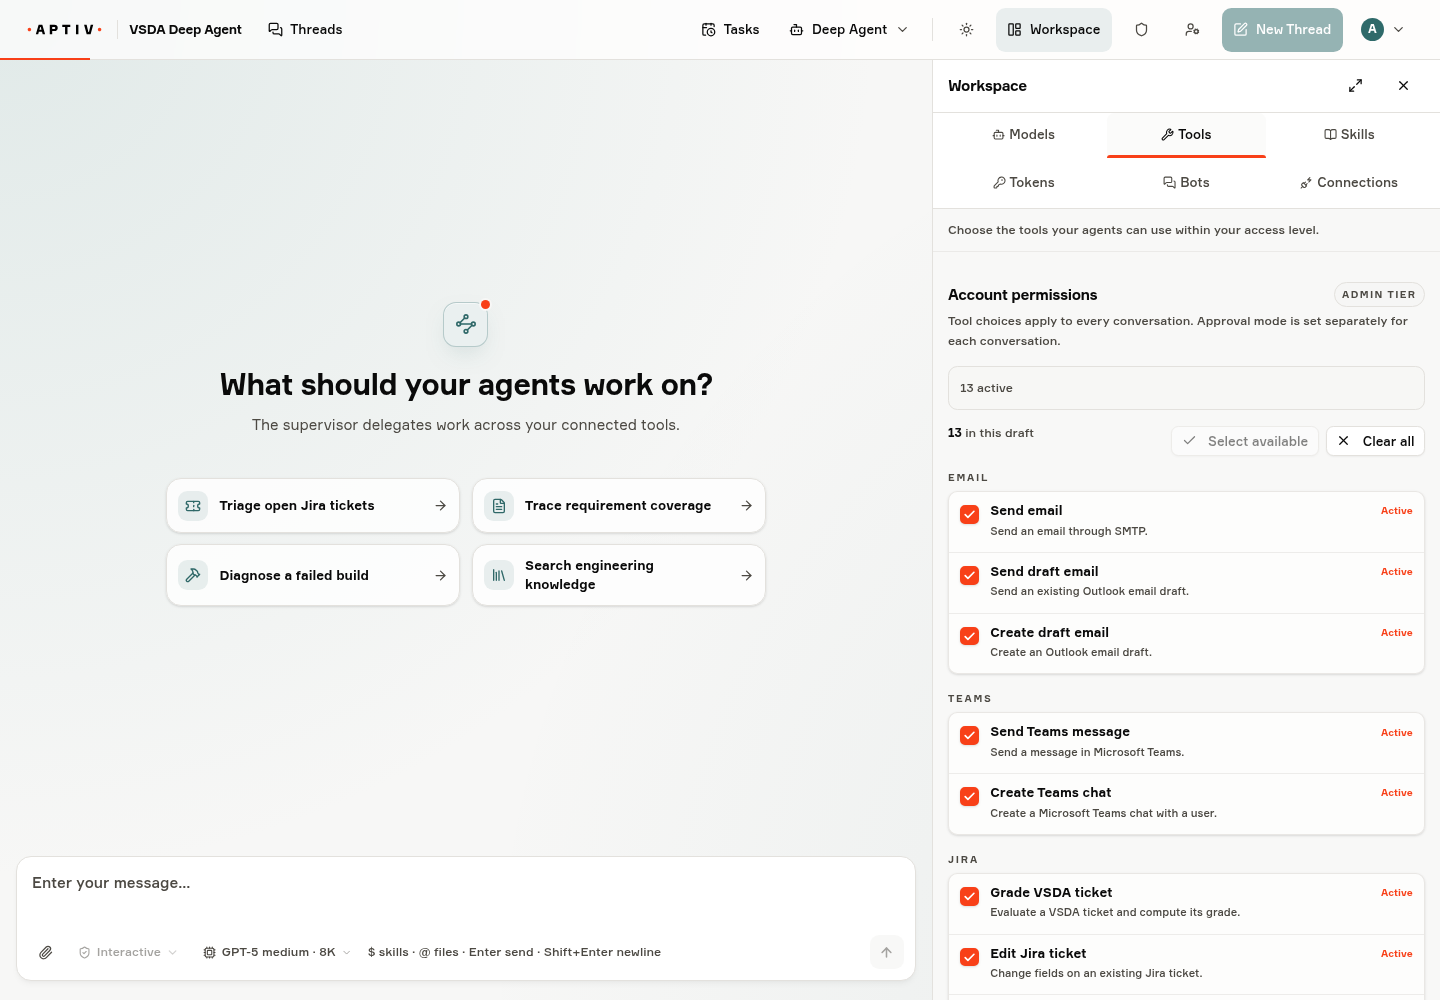 APTIV
VSDA Deep Agent
Threads
Tasks
Deep Agent
Workspace
New Thread
A
Workspace
Models
Tools
Skills
Tokens
Bots
Connections
Choose the tools your agents can use within your access level.
Account permissions
ADMIN TIER
Tool choices apply to every conversation. Approval mode is set separately for
each conversation.
13 active
13 in this draft
Select available
Clear all
EMAIL
Send email
Active
Send an email through SMTP.
Send draft email
Active
Send an existing Outlook email draft.
Create draft email
Active
Create an Outlook email draft.
TEAMS
Send Teams message
Active
Send a message in Microsoft Teams.
Create Teams chat
Active
Create a Microsoft Teams chat with a user.
JIRA
Grade VSDA ticket
Active
Evaluate a VSDA ticket and compute its grade.
Edit Jira ticket
Active
Change fields on an existing Jira ticket.
What should your agents work on?
The supervisor delegates work across your connected tools.
Triage open Jira tickets
Trace requirement coverage
Diagnose a failed build
Search engineering
knowledge
Enter your message...
Interactive
GPT-5 medium · 8K
$ skills · @ files · Enter send · Shift+Enter newline